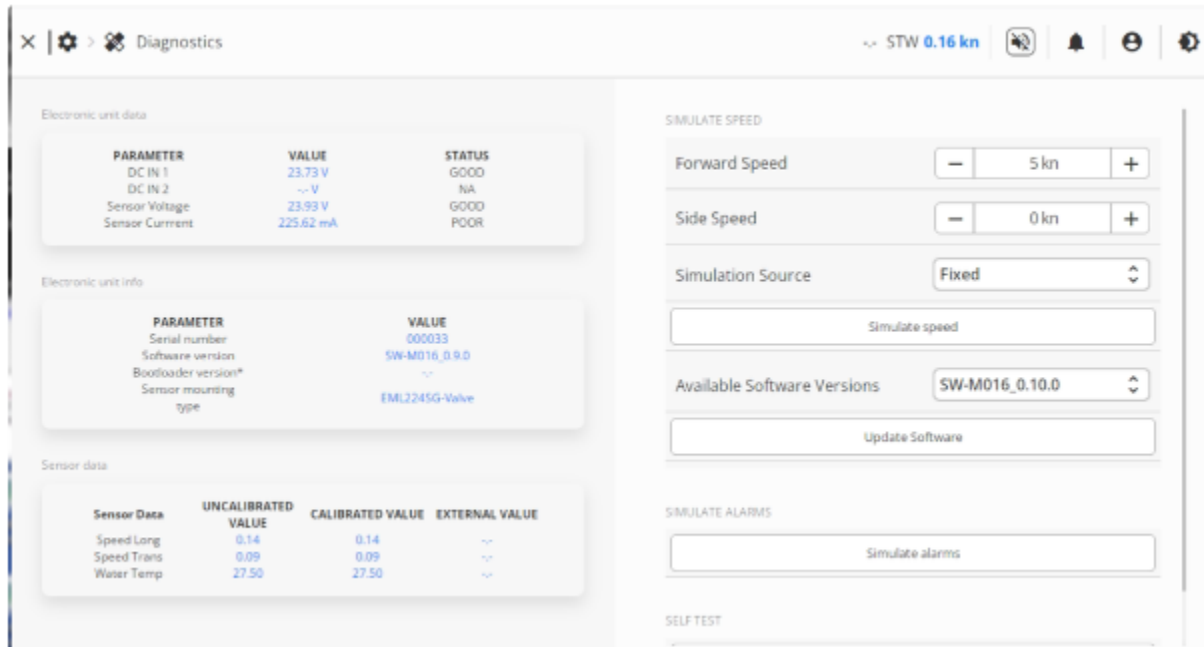 Diagnostics
-.- STW 0.16 kn
Electronic unit data
PARAMETER VALUE STATUS
DC IN 1 23.73 V GOOD
DC IN 2 -.- V NA
Sensor Voltage 23.93 V GOOD
Sensor Currrent 225.62 mA POOR
Electronic unit info
PARAMETER VALUE
Serial number 000033
Software version SW-M016_0.9.0
Bootloader version* -.-
Sensor mounting
type EML224SG-Valve
Sensor data
Sensor Data UNCALIBRATED
VALUE CALIBRATED VALUE EXTERNAL VALUE
Speed Long 0.14 0.14 -.-
Speed Trans 0.09 0.09 -.-
Water Temp 27.50 27.50 -.-
SIMULATE SPEED
Forward Speed − 5 kn +
Side Speed − 0 kn +
Simulation Source Fixed
Simulate speed
Available Software Versions SW-M016_0.10.0
Update Software
SIMULATE ALARMS
Simulate alarms
SELF TEST